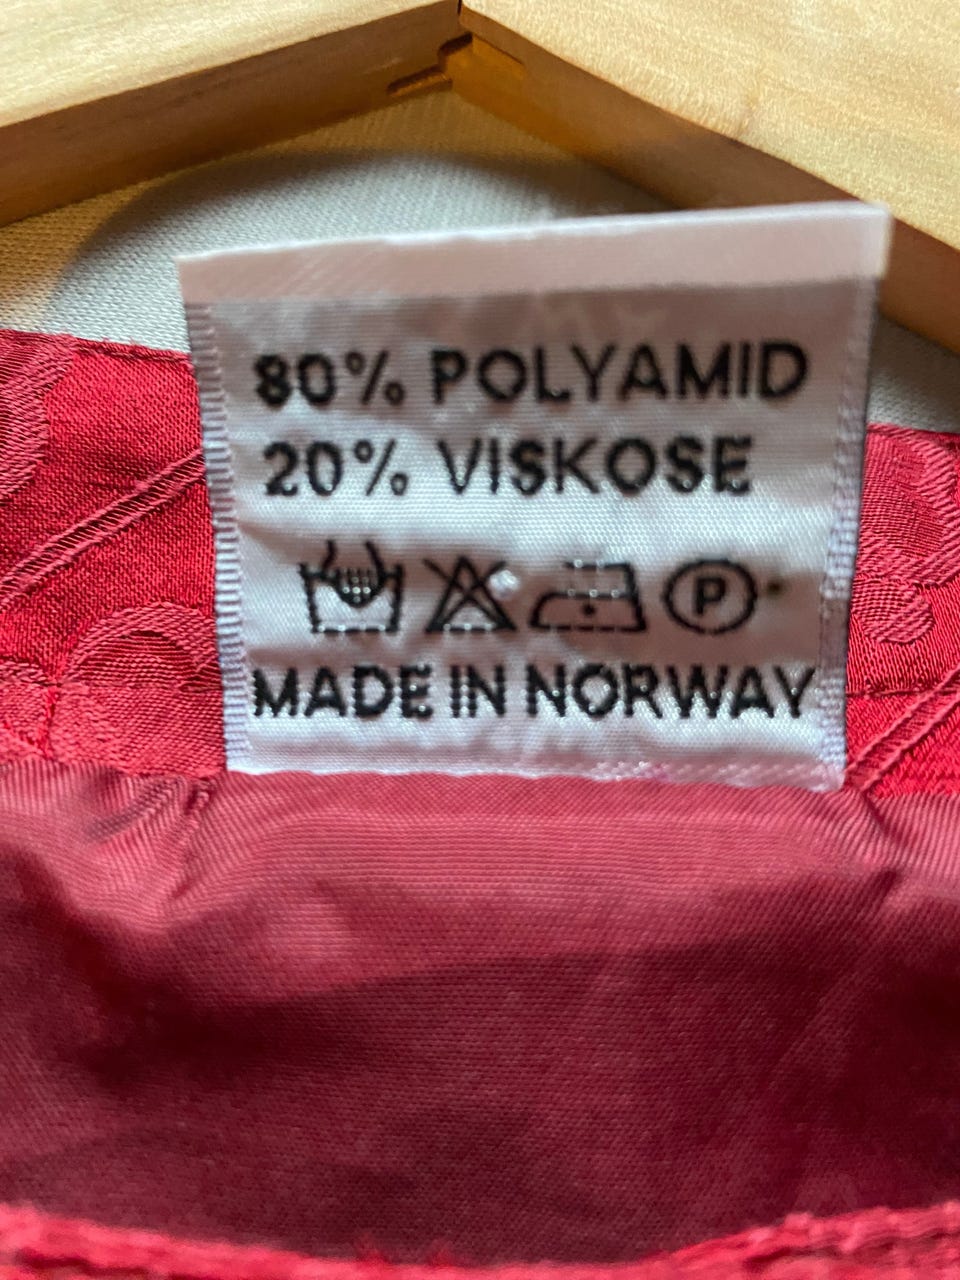 80% POLYAMID
20% VISKOSE
P
MADE IN NORWAY